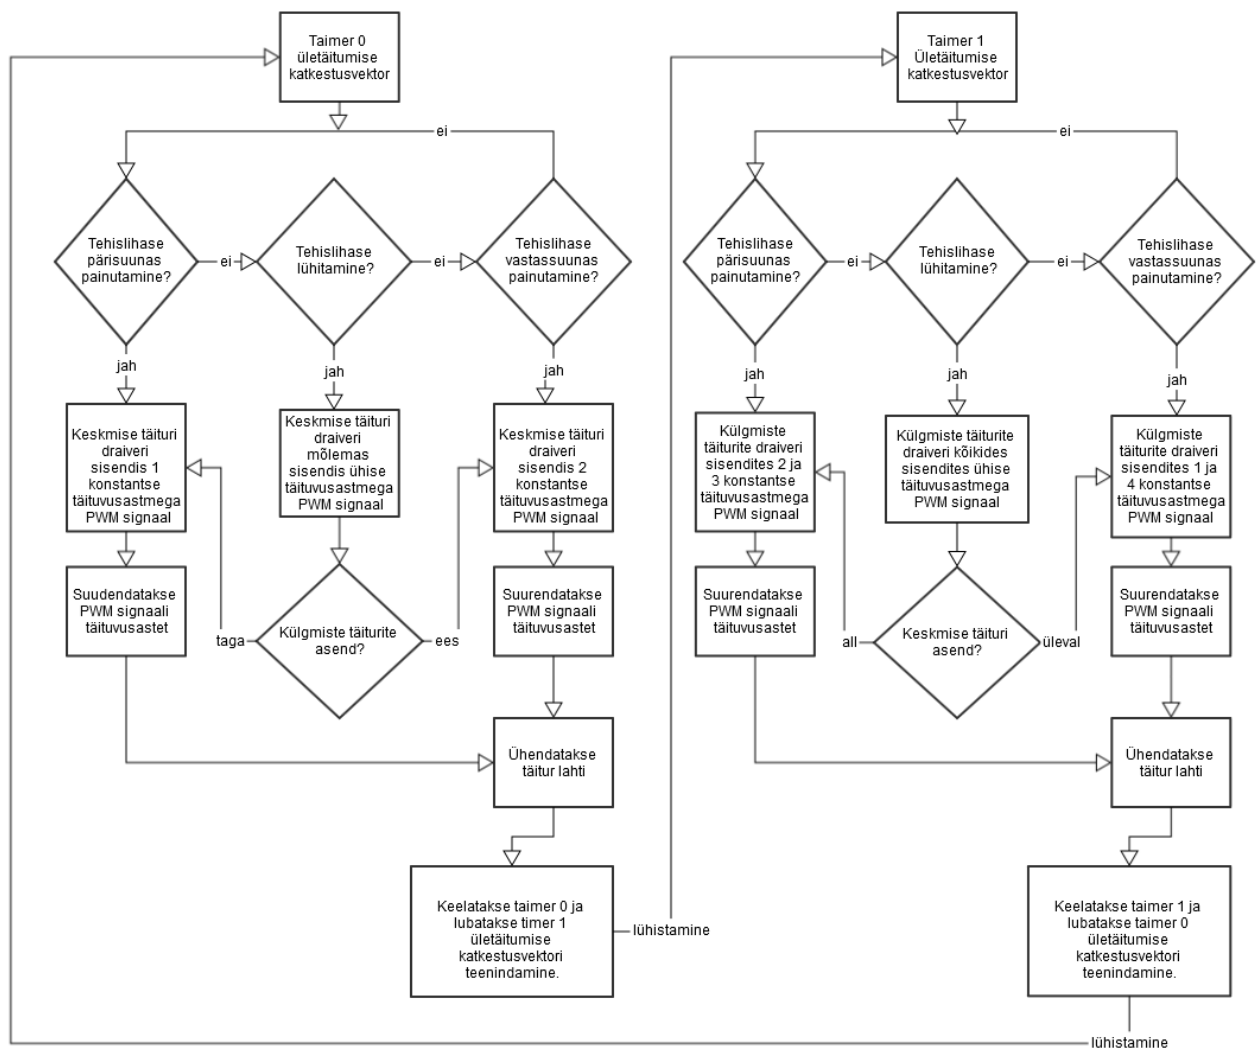 Taimer 0
ületäitumise
katkestusvektor
ei
Tehislihase
pärisuunas
painutamine?
ei
Tehislihase
lühitamine?
ei
Tehislihase
vastassuunas
painutamine?
jah
jah
jah
Keskmise täituri
draiveri
sisendis 1
konstantse
täituvusastmega
PWM signaal
Keskmise täituri
draiveri
mõlemas
sisendis ühise
täituvusastmega
PWM signaal
Keskmise täituri
draiveri
sisendis 2
konstantse
täituvusastmega
PWM signaal
Suudendatakse
PWM signaali
täituvusastet
taga
Külgmiste täiturite
asend?
ees
Suurendatakse
PWM signaali
täituvusastet
Ühendatakse
täitur lahti
Keelatakse taimer 0 ja
lubatakse timer 1
ületäitumise
katkestusvektori
teenindamine.
lühistamine
Taimer 1
Ületäitumise
katkestusvektor
ei
Tehislihase
pärisuunas
painutamine?
ei
Tehislihase
lühitamine?
ei
Tehislihase
vastassuunas
painutamine?
jah
jah
jah
Külgmiste
täiturite draiveri
sisendites 2 ja
3 konstantse
täituvusastmega
PWM signaal
Külgmiste täiturite
draiveri kõikides
sisendites ühise
täituvusastmega
PWM signaal
Külgmiste
täiturite draiveri
sisendites 1 ja
4 konstantse
täituvusastmega
PWM signaal
Suurendatakse
PWM signaali
täituvusastet
all
Keskmise täituri
asend?
üleval
Suurendatakse
PWM signaali
täituvusastet
Ühendatakse
täitur lahti
Keelatakse taimer 1 ja
lubatakse taimer 0
ületäitumise
katkestusvektori
teenindamine.
lühistamine